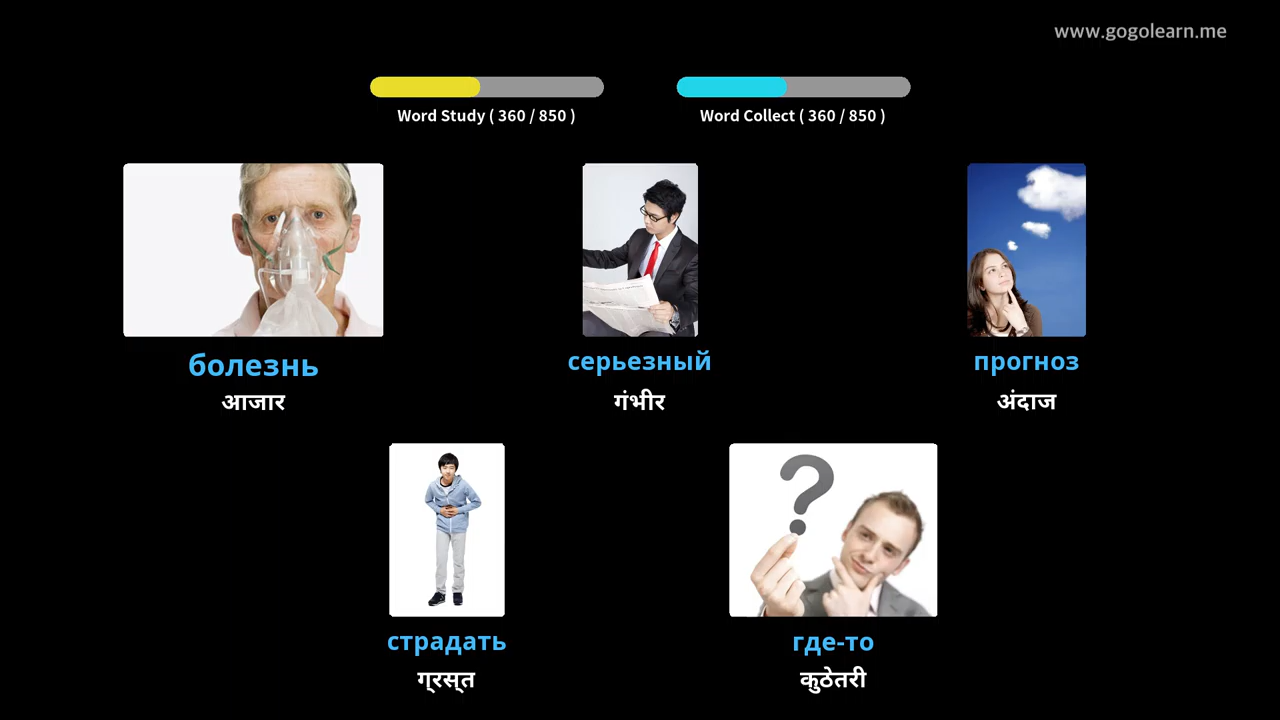 www.gogolearn.me
Word Study ( 360 / 850 )
Word Collect ( 360 / 850 )
болезнь
आजार
серьезный
गंभीर
прогноз
अंदाज
страдать
ग्रस्त
где-то
कुठेतरी